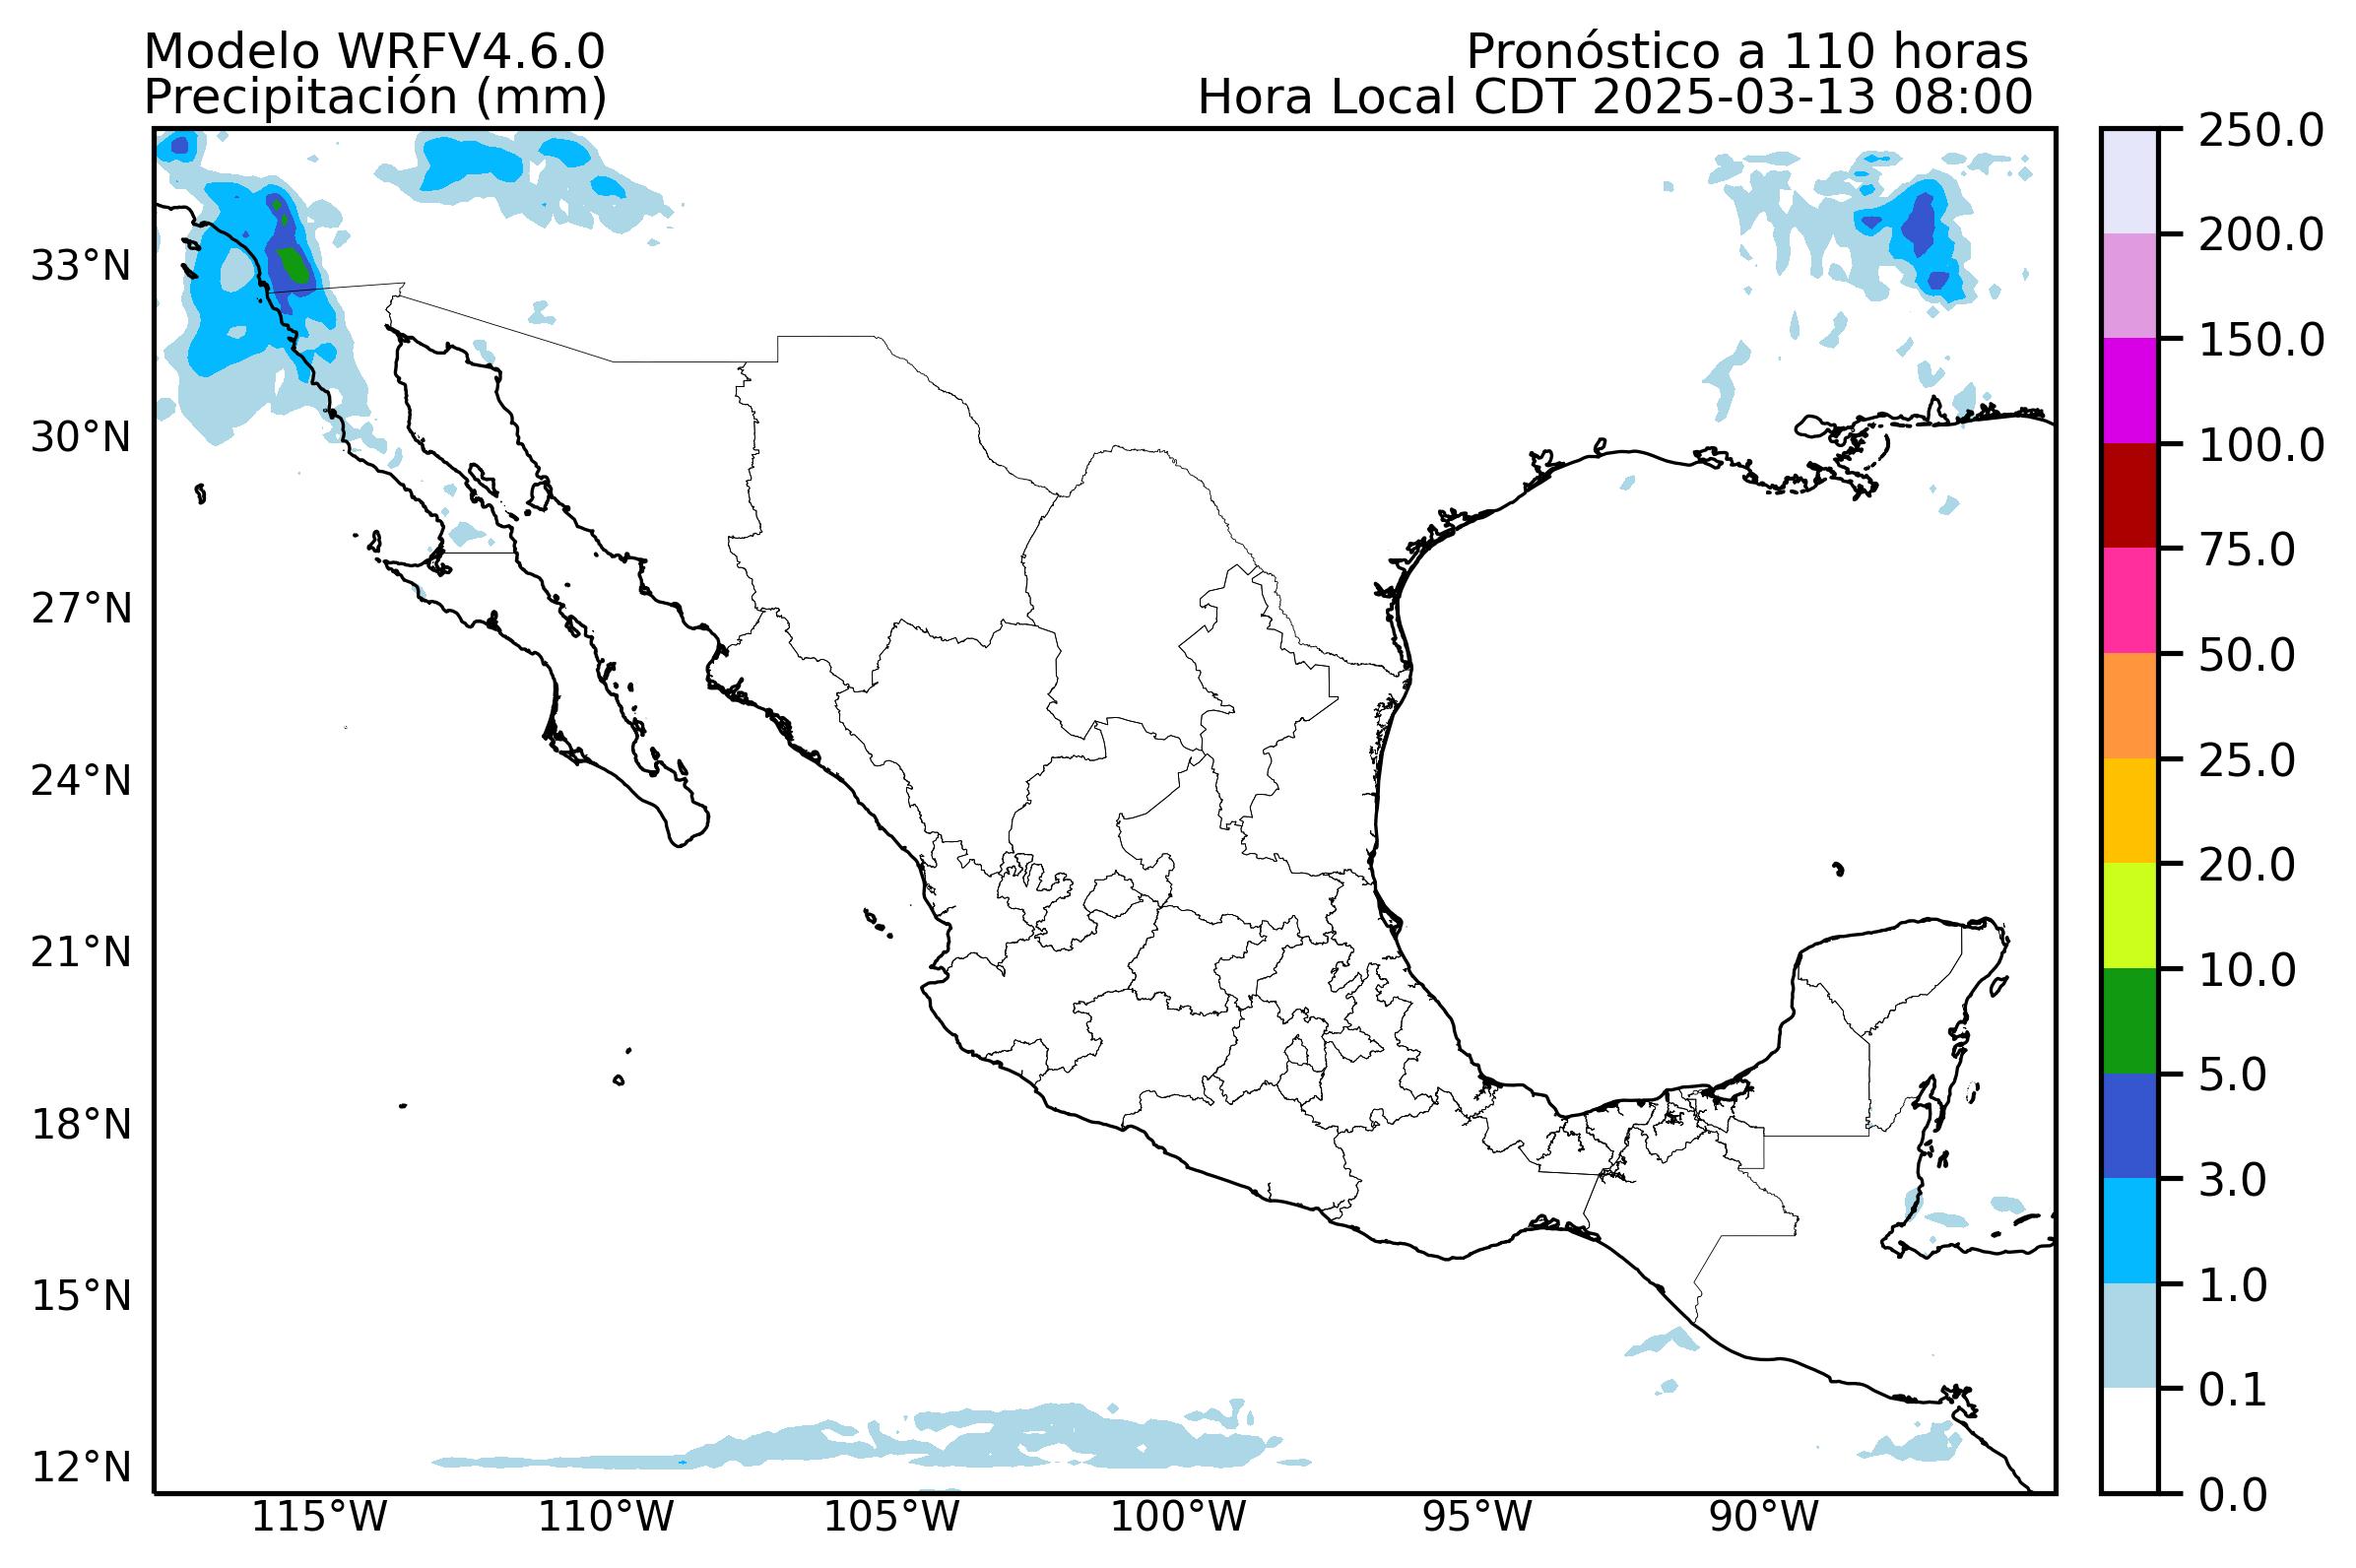 Modelo WRFV4.6.0
Pronóstico a 110 horas
Precipitación (mm)
Hora Local CDT 2025-03-13 08:00
33°N
30°N
27°N
24°N
21°N
18°N
15°N
12°N
115°W
110°W
105°W
100°W
95°W
90°W
250.0
200.0
150.0
100.0
75.0
50.0
25.0
20.0
10.0
5.0
3.0
1.0
0.1
0.0